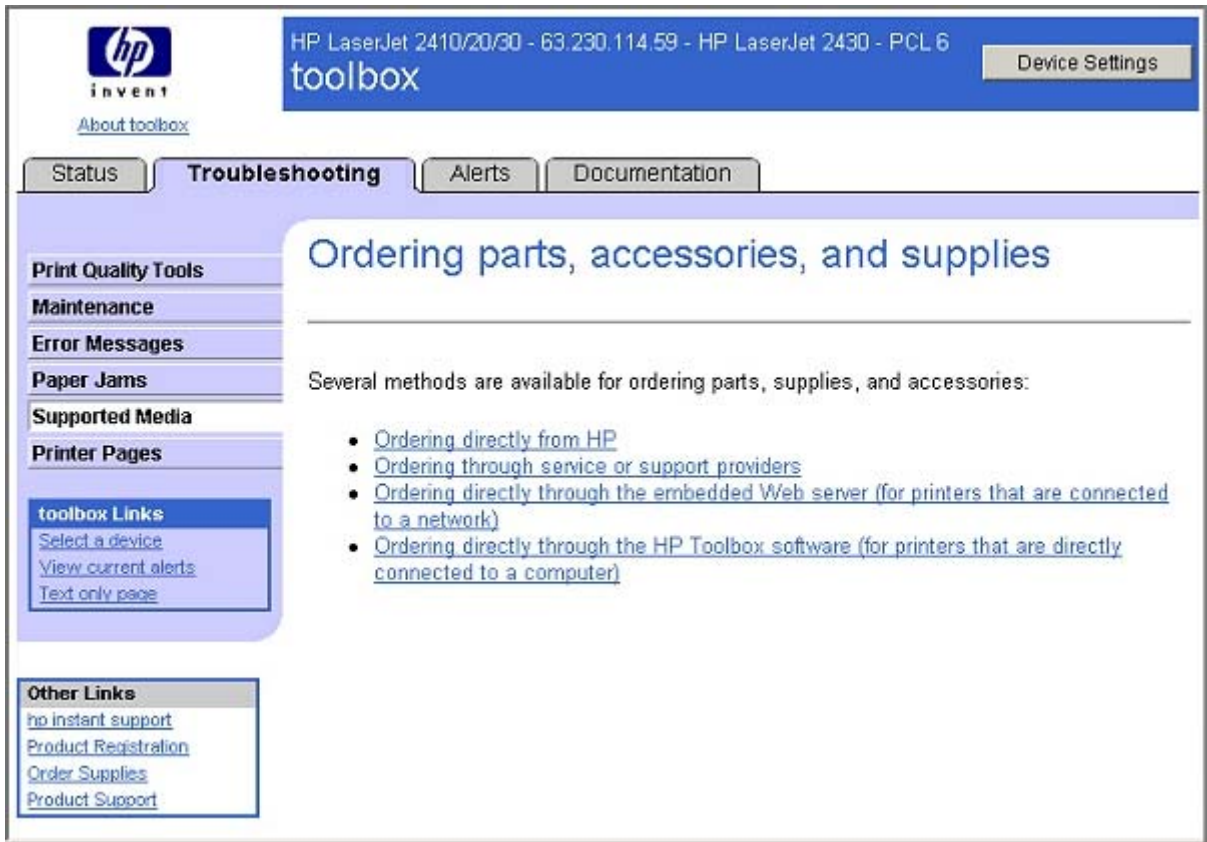 hp
invent
About toolbox
HP LaserJet 2410/20/30 - 63.230.114.59 - HP LaserJet 2430 - PCL 6
toolbox
Device Settings
Status
Troubleshooting
Alerts
Documentation
Print Quality Tools
Maintenance
Error Messages
Paper Jams
Supported Media
Printer Pages
toolbox Links
Select a device
View current alerts
Text only page
Other Links
hp instant support
Product Registration
Order Supplies
Product Support
Ordering parts, accessories, and supplies
Several methods are available for ordering parts, supplies, and accessories:
Ordering directly from HP
Ordering through service or support providers
Ordering directly through the embedded Web server (for printers that are connected
to a network)
Ordering directly through the HP Toolbox software (for printers that are directly
connected to a computer)